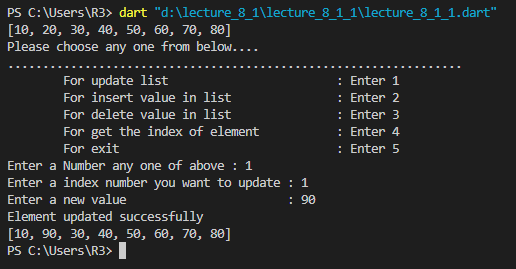 PS C:\Users\R3> dart "d:\lecture_8_1\lecture_8_1_1\lecture_8_1_1.dart"
[10, 20, 30, 40, 50, 60, 70, 80]
Please choose any one from below....
.................................................................
        For update list                        : Enter 1
        For insert value in list               : Enter 2
        For delete value in list               : Enter 3
        For get the index of element           : Enter 4
        For exit                               : Enter 5
Enter a Number any one of above : 1
Enter a index number you want to update : 1
Enter a new value                       : 90
Element updated successfully
[10, 90, 30, 40, 50, 60, 70, 80]
PS C:\Users\R3>